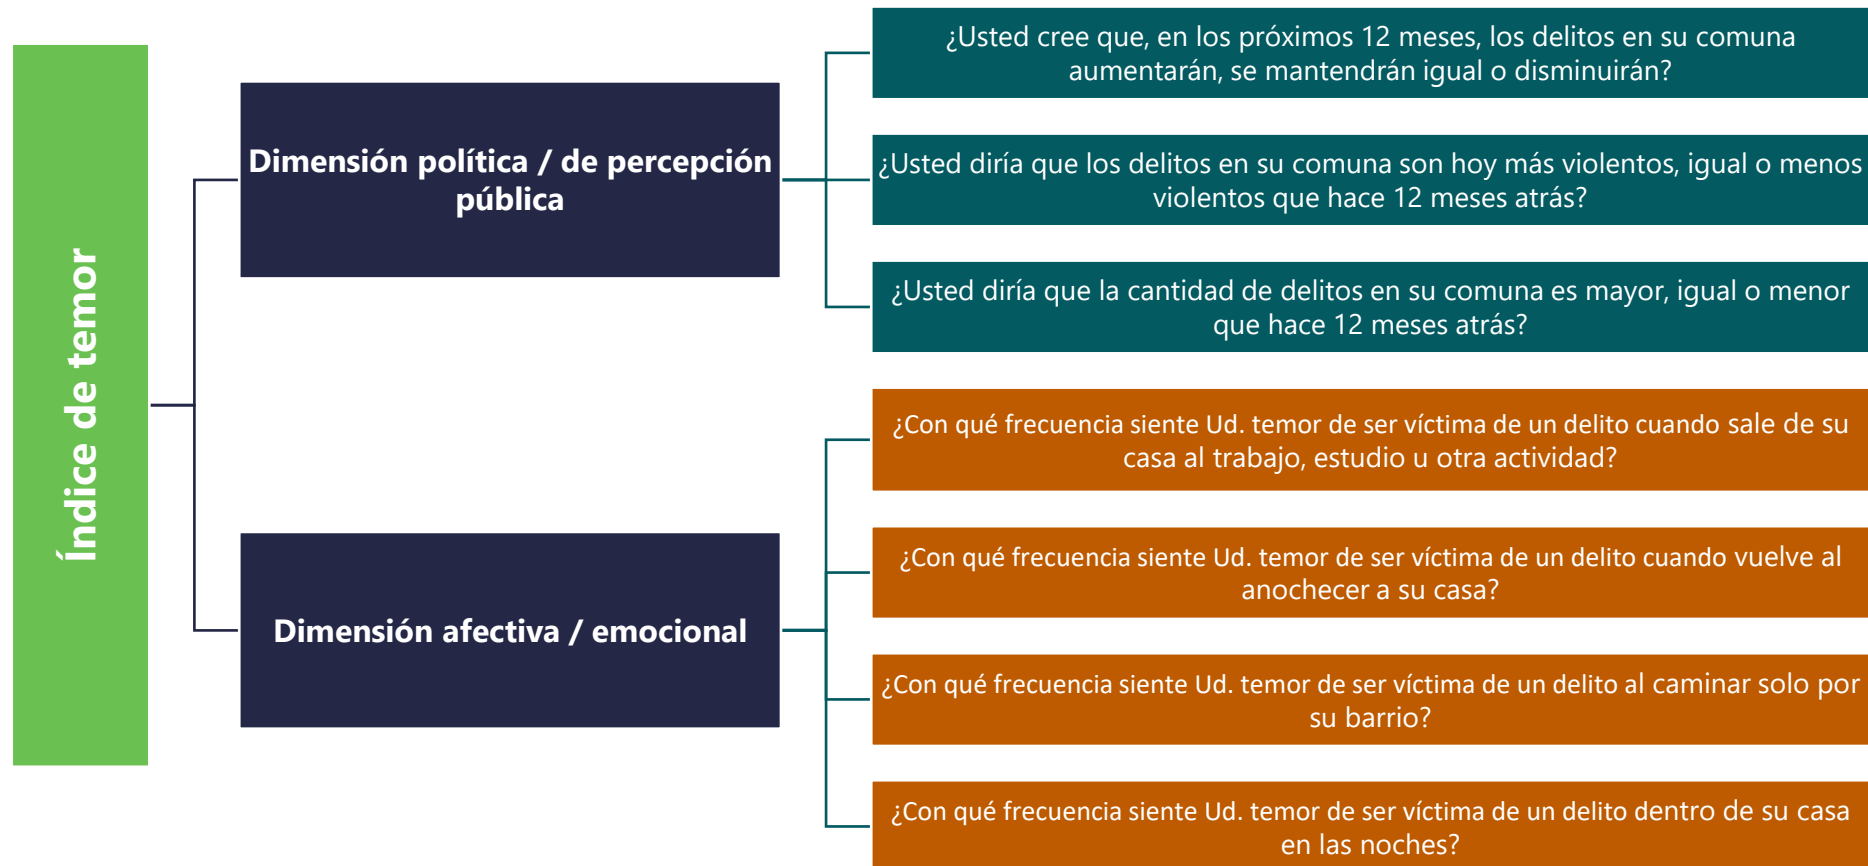 Índice de temor
Dimensión política / de percepción
pública
¿Usted cree que, en los próximos 12 meses, los delitos en su comuna
aumentarán, se mantendrán igual o disminuirán?
¿Usted diría que los delitos en su comuna son hoy más violentos, igual o menos
violentos que hace 12 meses atrás?
¿Usted diría que la cantidad de delitos en su comuna es mayor, igual o menor
que hace 12 meses atrás?
Dimensión afectiva / emocional
¿Con qué frecuencia siente Ud. temor de ser víctima de un delito cuando sale de su
casa al trabajo, estudio u otra actividad?
¿Con qué frecuencia siente Ud. temor de ser víctima de un delito cuando vuelve al
anochecer a su casa?
¿Con qué frecuencia siente Ud. temor de ser víctima de un delito al caminar solo por
su barrio?
¿Con qué frecuencia siente Ud. temor de ser víctima de un delito dentro de su casa
en las noches?